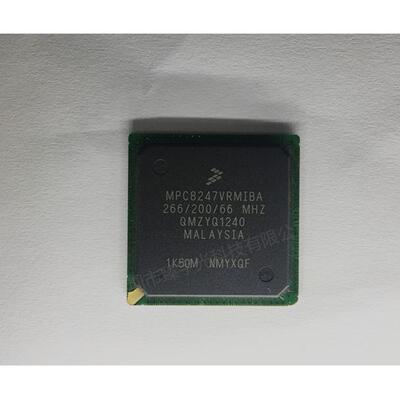 MPC8247VRMIBA
266/200/66 MHZ
QMZYQ1240
MALAYSIA
1K50M NMYXQF